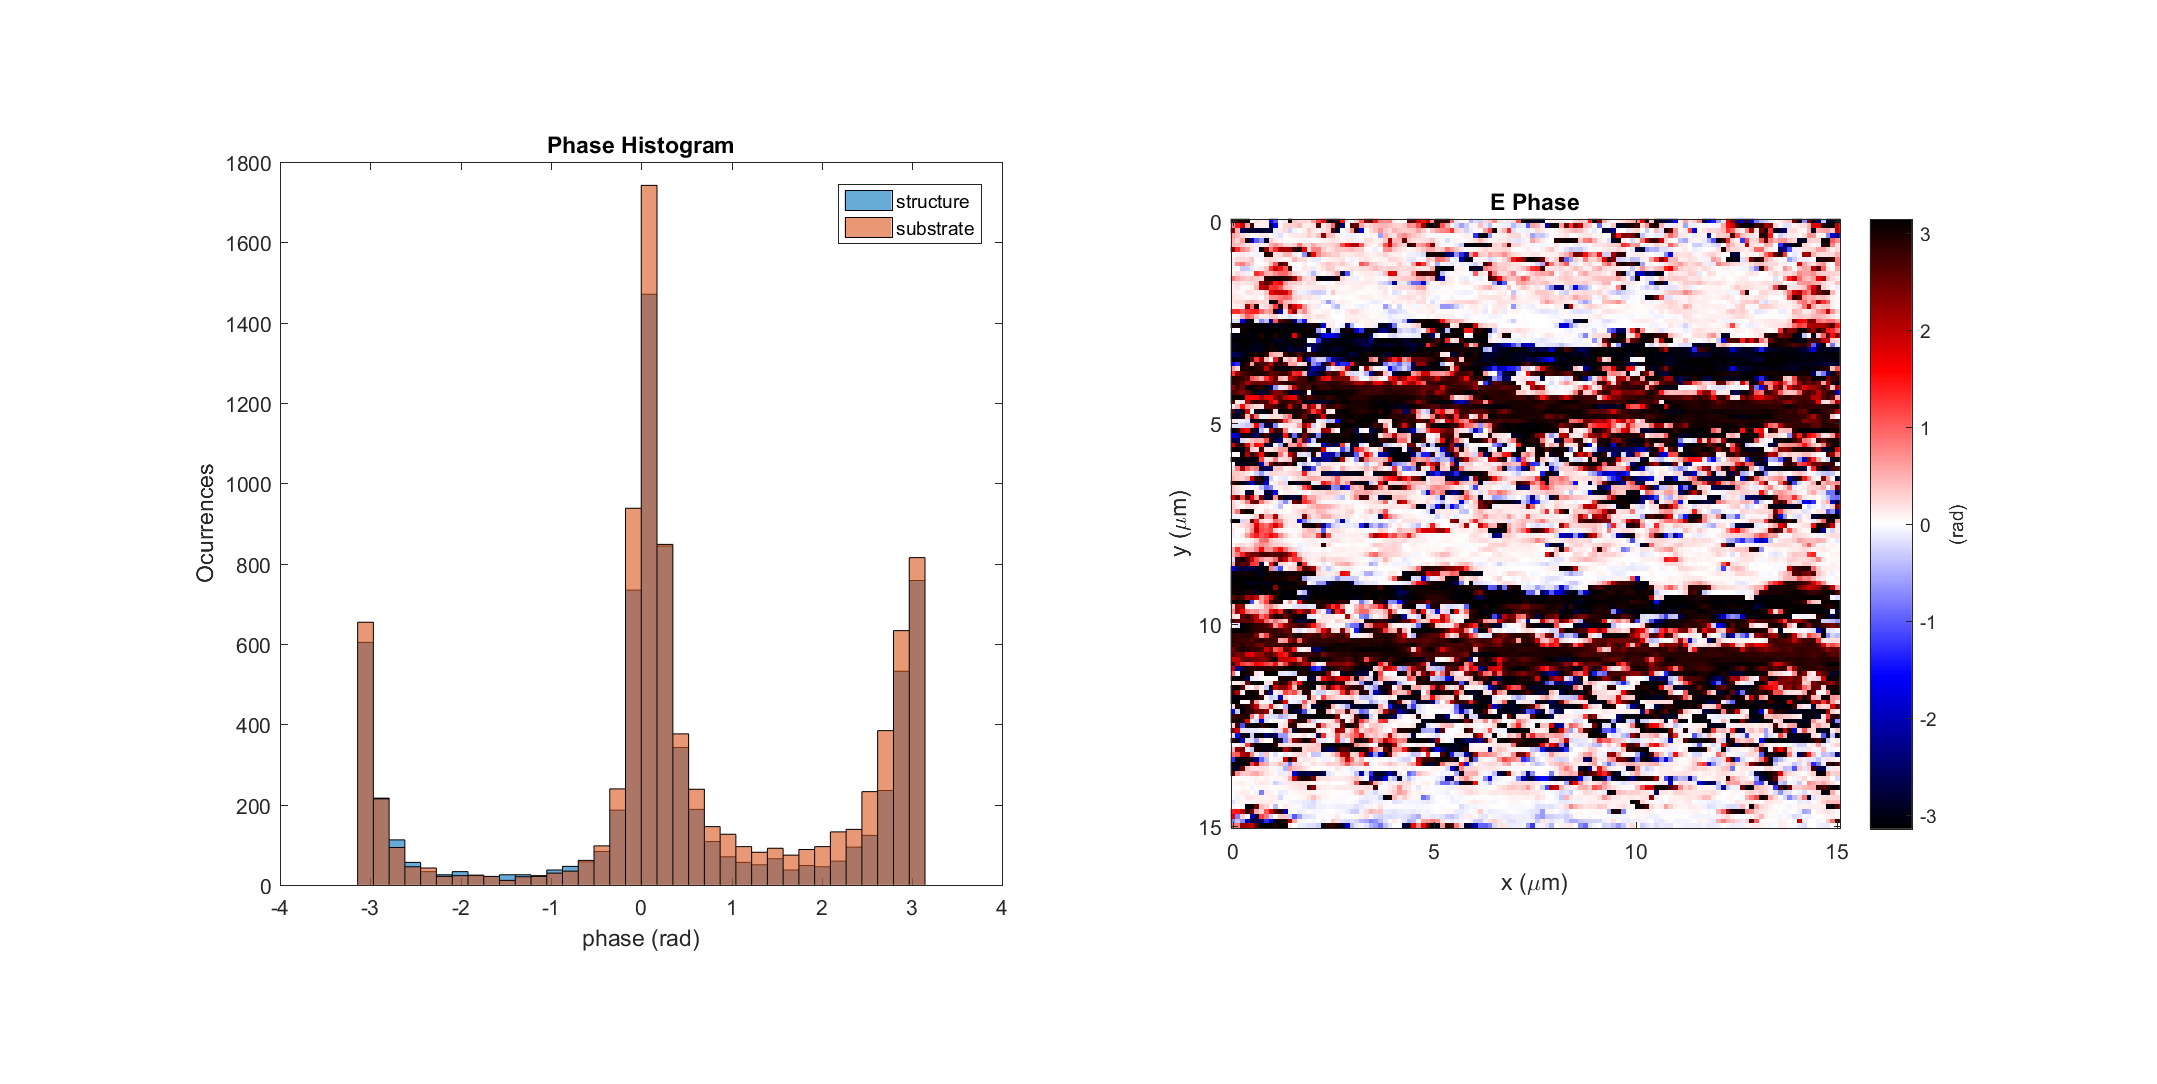 Phase Histogram
1800
1600
1400
1200
1000
800
600
400
200
0
Ocurrences
-4 -3 -2 -1 0 1 2 3 4
phase (rad)
structure
substrate
E Phase
0
5
10
15
y (μm)
0 5 10 15
x (μm)
3
2
1
0
-1
-2
-3
(rad)